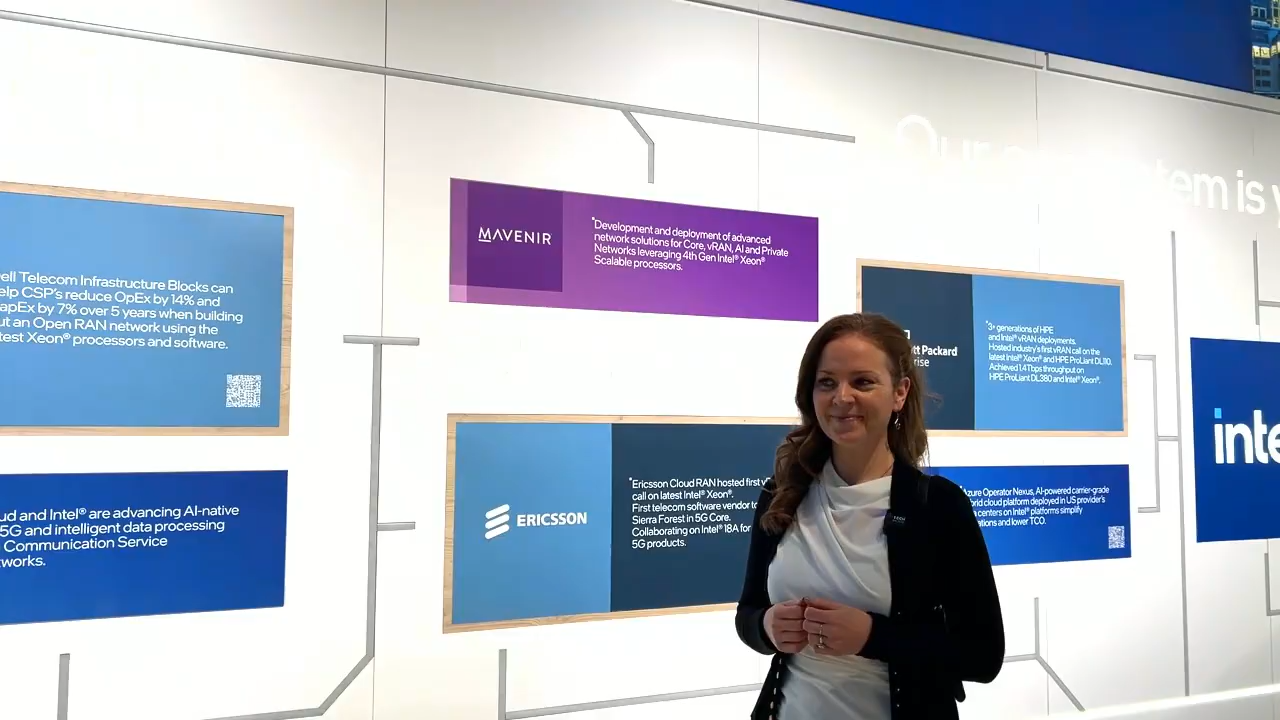 Our
tem is
ell Telecom Infrastructure Blocks can
elp CSP's reduce OpEx by 14% and
apEx by 7% over 5 years when building
ut an Open RAN network using the
test Xeon® processors and software.
MAVENIR
"Development and deployment of advanced
network solutions for Core, vRAN, AI and Private
Networks leveraging 4th Gen Intel® Xeon®
Scalable processors.
tt Packard
rise
"3+ generations of HPE
and Intel® vRAN deployments.
Hosted industry's first vRAN call on the
latest Intel® Xeon® and HPE ProLiant DL110.
Achieved 1.4Tbps throughput on
HPE ProLiant DL380 and Intel® Xeon®.
inte
ud and Intel® are advancing AI-native
5G and intelligent data processing
Communication Service
tworks.
ERICSSON
"Ericsson Cloud RAN hosted first v
call on latest Intel® Xeon®.
First telecom software vendor to
Sierra Forest in 5G Core.
Collaborating on Intel® 18A for
5G products.
Azure Operator Nexus, AI-powered carrier-grade
rid cloud platform deployed in US provider's
centers on Intel® platforms simplify
ations and lower TCO.